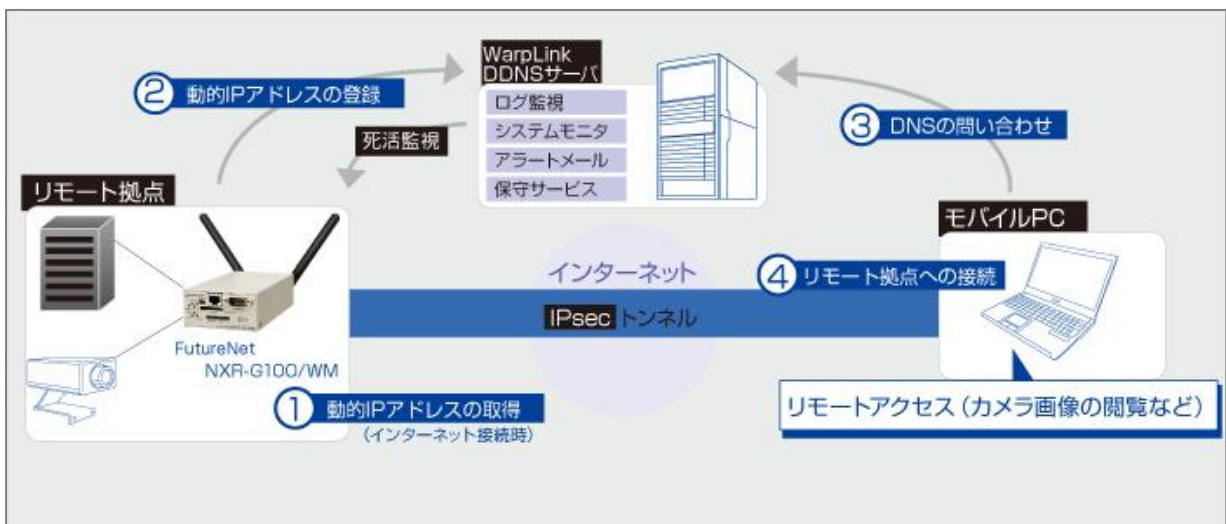 WarpLink
DDNSサーバ
② 動的IPアドレスの登録
ログ監視
システムモニタ
アラートメール
保守サービス
死活監視
③ DNSの問い合わせ
リモート拠点
モバイルPC
インターネット
④ リモート拠点への接続
IPsec トンネル
FutureNet
NXR-G100/WM
① 動的IPアドレスの取得
(インターネット接続時)
リモートアクセス(カメラ画像の閲覧など)